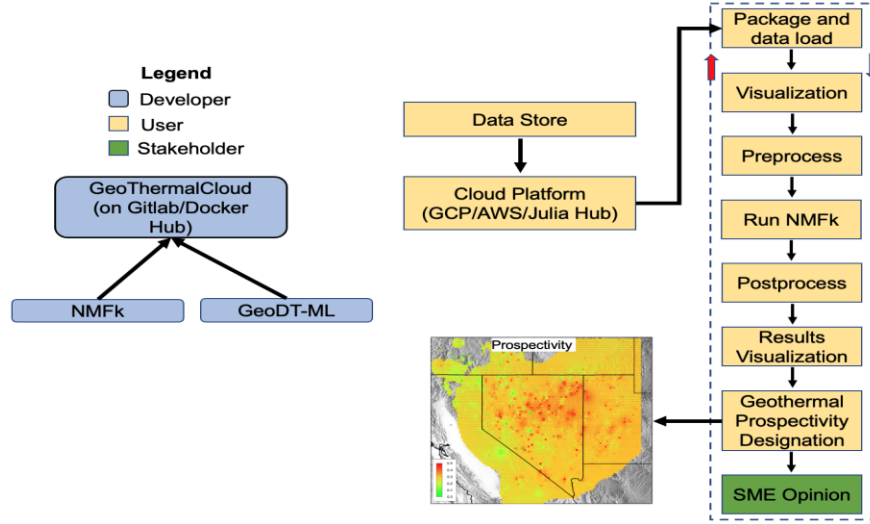 Legend
Developer
User
Stakeholder
GeoThermalCloud
(on Gitlab/Docker
Hub)
NMFk
GeoDT-ML
Data Store
Cloud Platform
(GCP/AWS/Julia Hub)
Package and
data load
Visualization
Preprocess
Run NMFk
Postprocess
Results
Visualization
Geothermal
Prospectivity
Designation
SME Opinion
Prospectivity